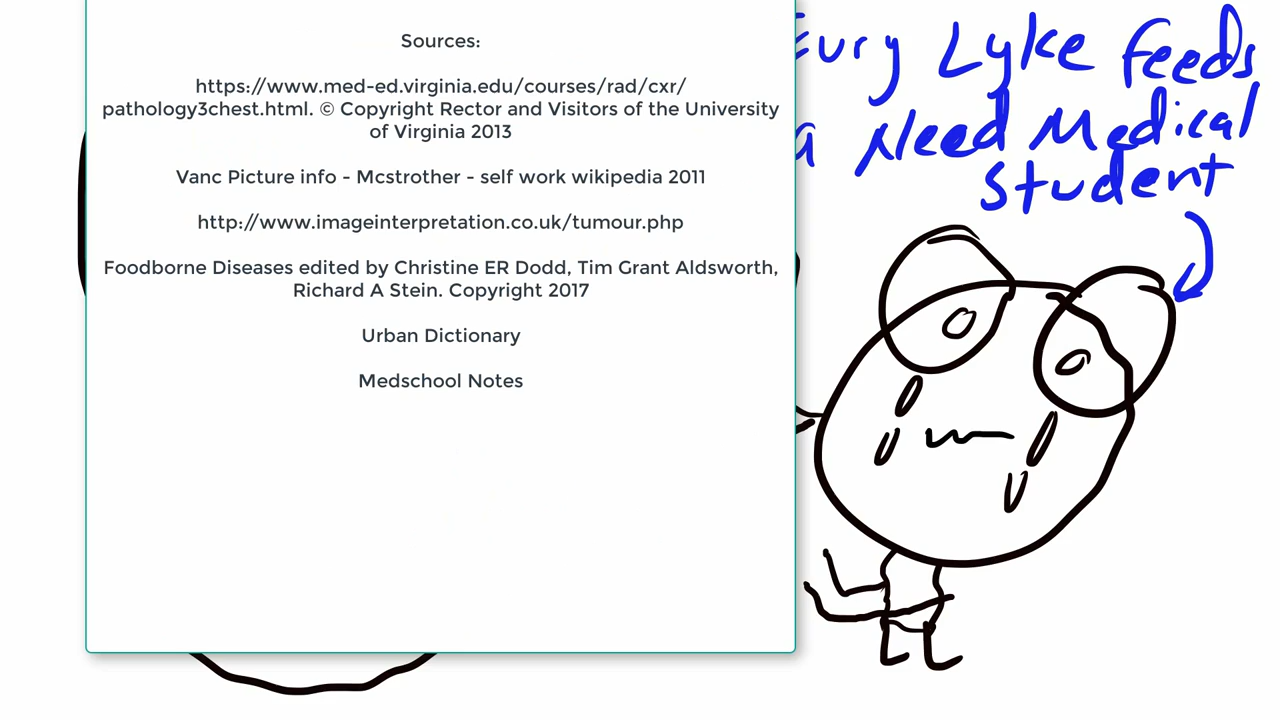 Sources:
https://www.med-ed.virginia.edu/courses/rad/cxr/
pathology3chest.html. © Copyright Rector and Visitors of the University
of Virginia 2013
Vanc Picture info - Mcstrother - self work wikipedia 2011
http://www.imageinterpretation.co.uk/tumour.php
Foodborne Diseases edited by Christine ER Dodd, Tim Grant Aldsworth,
Richard A Stein. Copyright 2017
Urban Dictionary
Medschool Notes
Lyke feeds
a Need Medical
Student